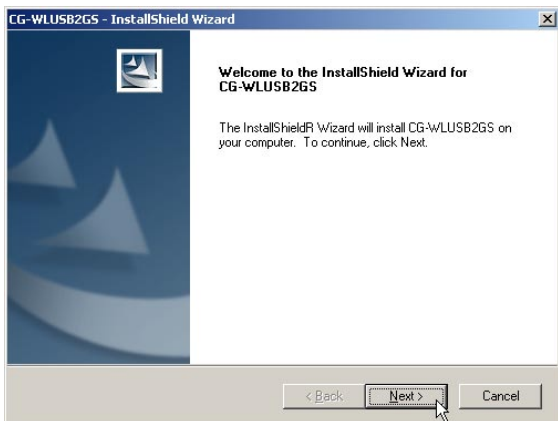 CG-WLUSB2GS - InstallShield Wizard
Welcome to the InstallShield Wizard for
CG-WLUSB2GS
The InstallShieldR Wizard will install CG-WLUSB2GS on
your computer. To continue, click Next.
< Back
Next >
Cancel